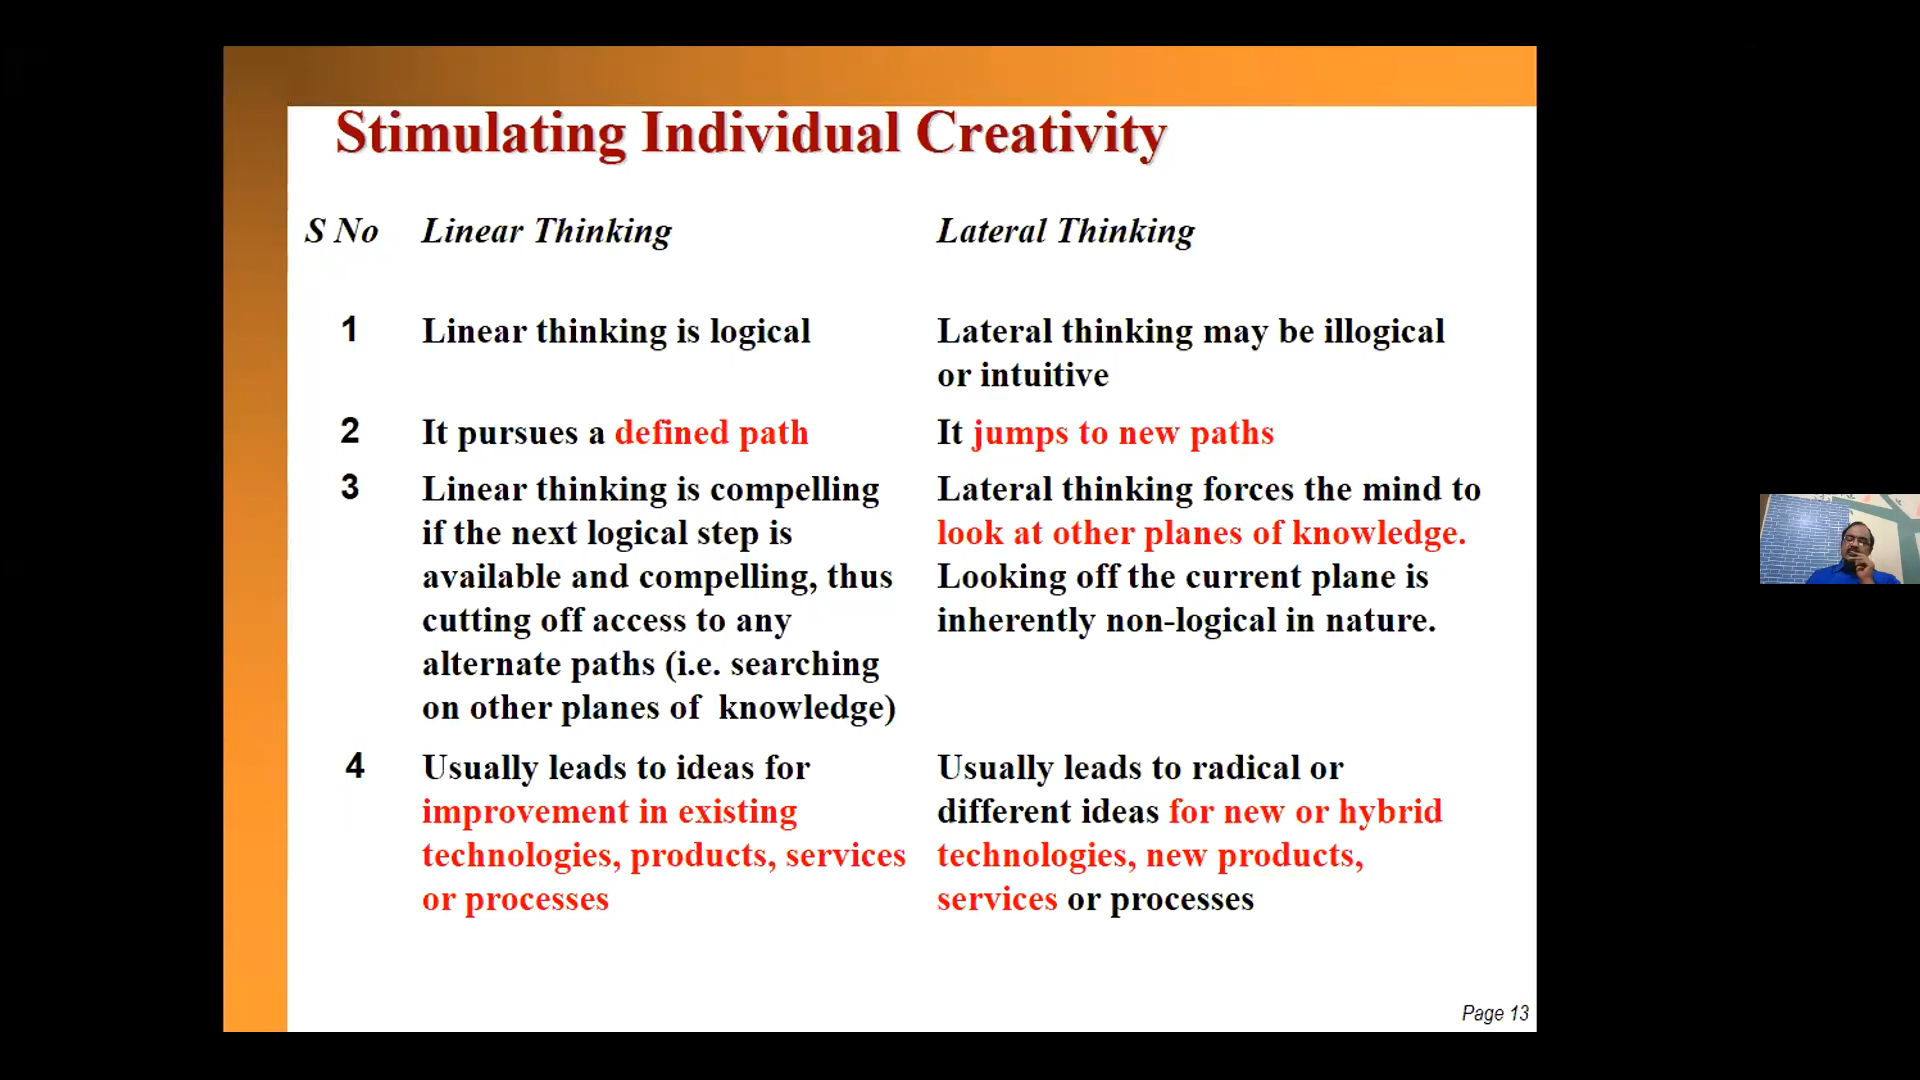 Stimulating Individual Creativity
S No Linear Thinking Lateral Thinking
1 Linear thinking is logical Lateral thinking may be illogical
or intuitive
2 It pursues a defined path It jumps to new paths
3 Linear thinking is compelling Lateral thinking forces the mind to
if the next logical step is look at other planes of knowledge.
available and compelling, thus Looking off the current plane is
cutting off access to any inherently non-logical in nature.
alternate paths (i.e. searching
on other planes of knowledge)
4 Usually leads to ideas for Usually leads to radical or
improvement in existing different ideas for new or hybrid
technologies, products, services technologies, new products,
or processes services or processes
Page 13